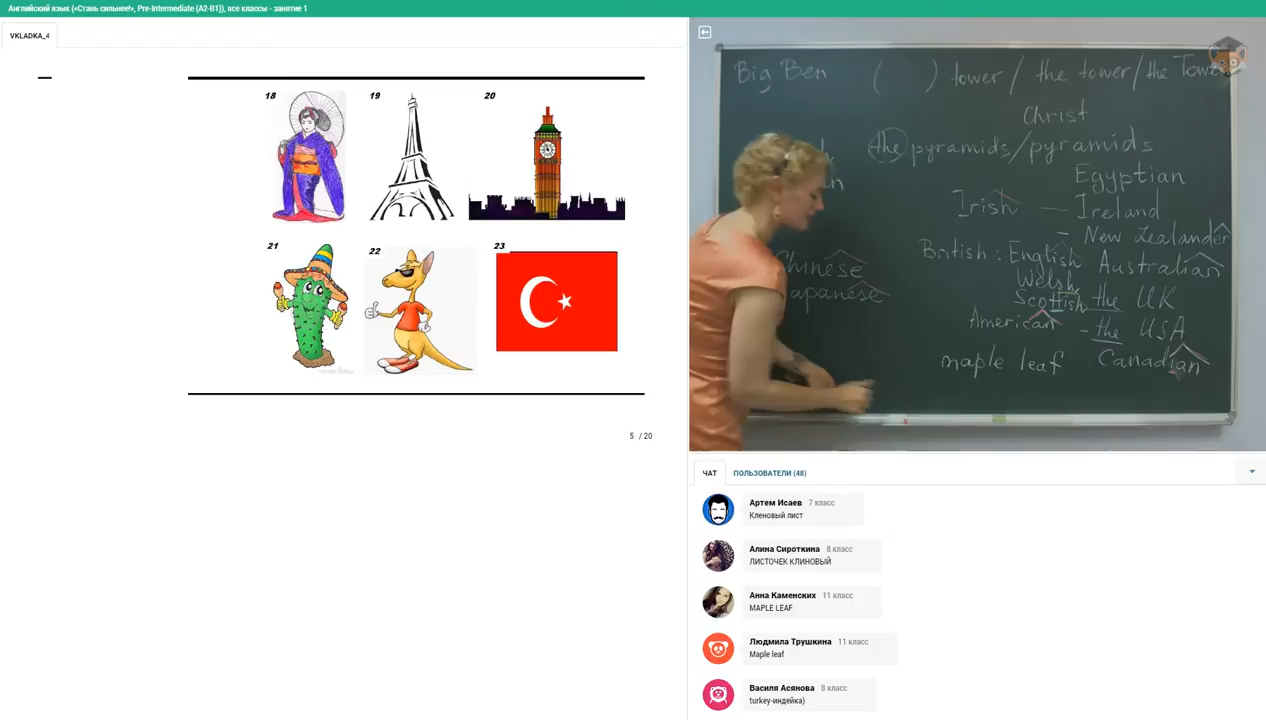 Английский язык («Стань сильнее!», Pre-Intermediate (A2-B1)), все классы - занятие 1
VKLADKA_4
18
19
20
21
22
23
5 / 20
Big Ben ( ) tower / the tower / the Tower
Christ
(the) pyramids/pyramids
Egyptian
Irish — Ireland
- New Zealander
British : English Australian
Welsh
Scottish the UK
Chinese
Japanese
American - the USA
maple leaf Canadian
ЧАТ
ПОЛЬЗОВАТЕЛИ (48)
Артем Исаев 7 класс
Кленовый лист
Алина Сироткина 8 класс
ЛИСТОЧЕК КЛИНОВЫЙ
Анна Каменских 11 класс
MAPLE LEAF
Людмила Трушкина 11 класс
Maple leaf
Василя Асянова 8 класс
turkey-индейка)